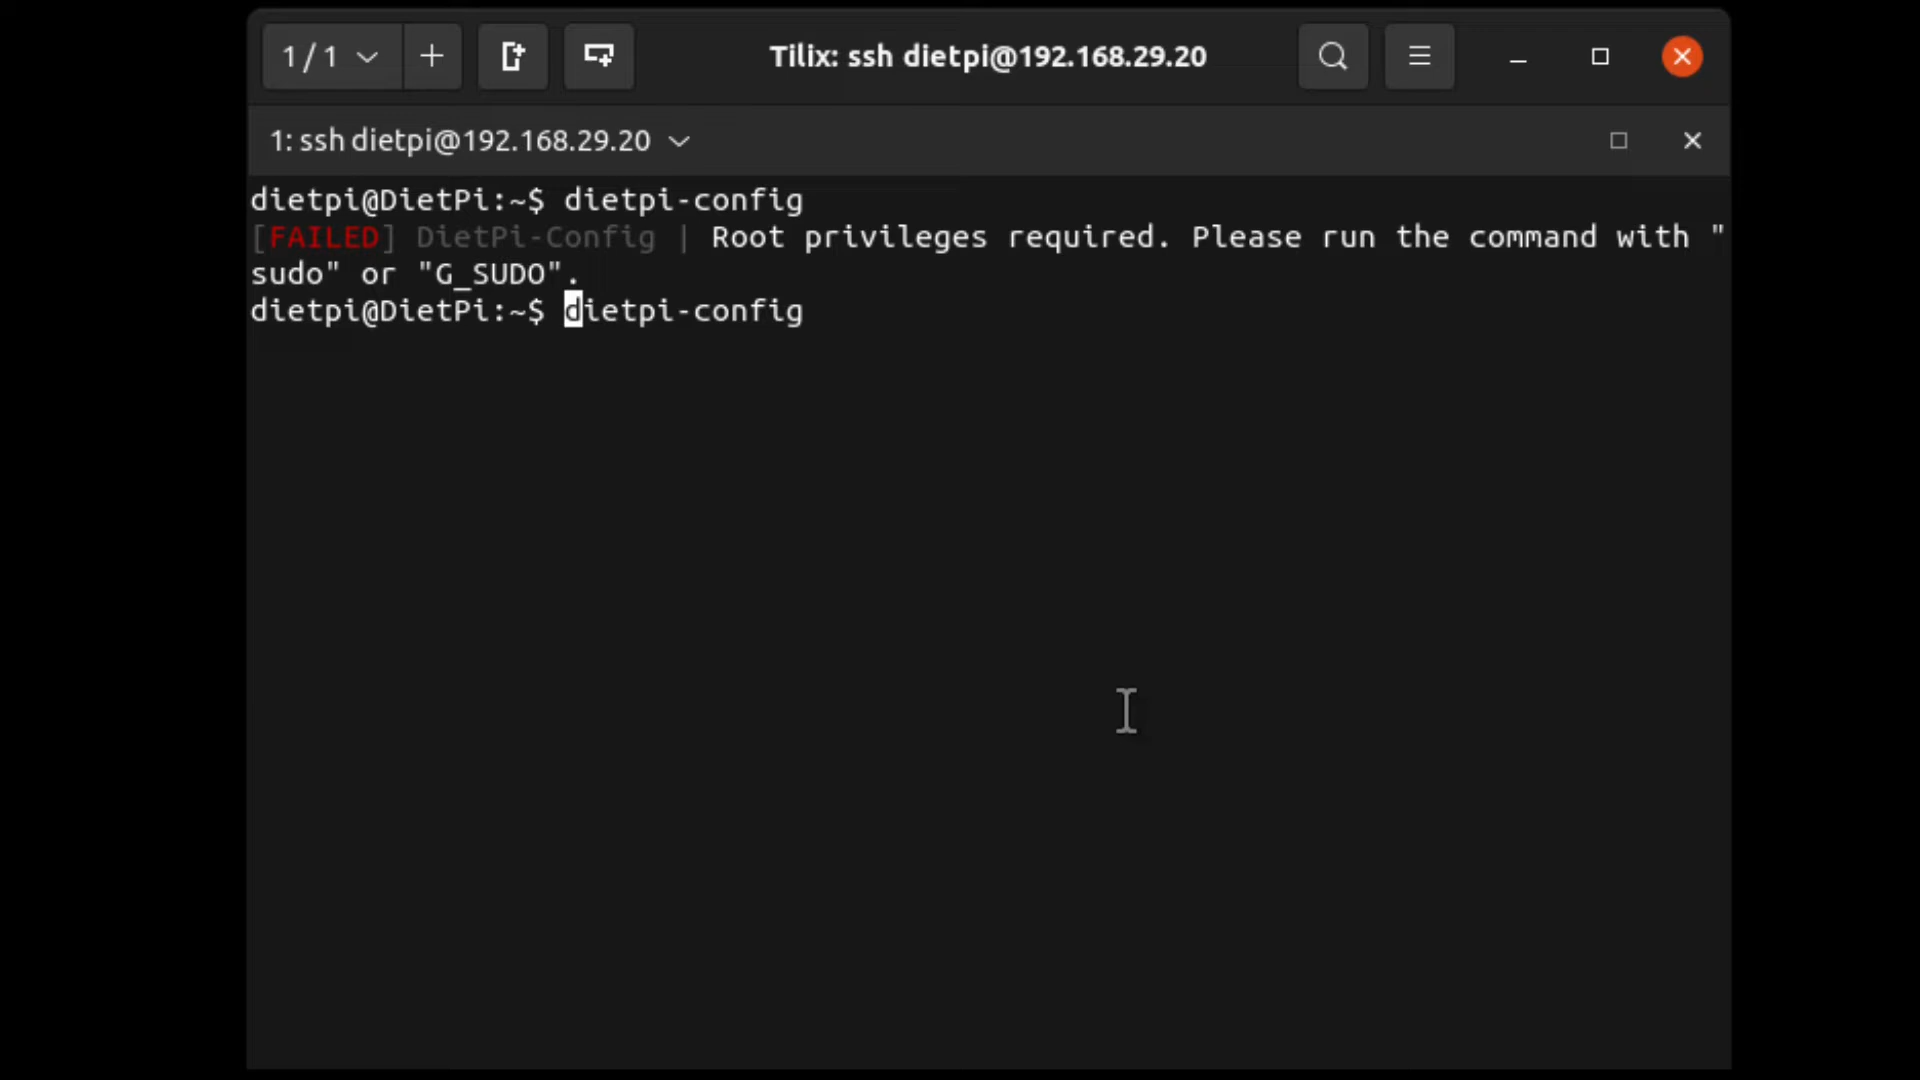 1 / 1
Tilix: ssh dietpi@192.168.29.20
1: ssh dietpi@192.168.29.20
dietpi@DietPi:~$ dietpi-config
[FAILED] DietPi-Config | Root privileges required. Please run the command with "
sudo" or "G_SUDO".
dietpi@DietPi:~$ dietpi-config